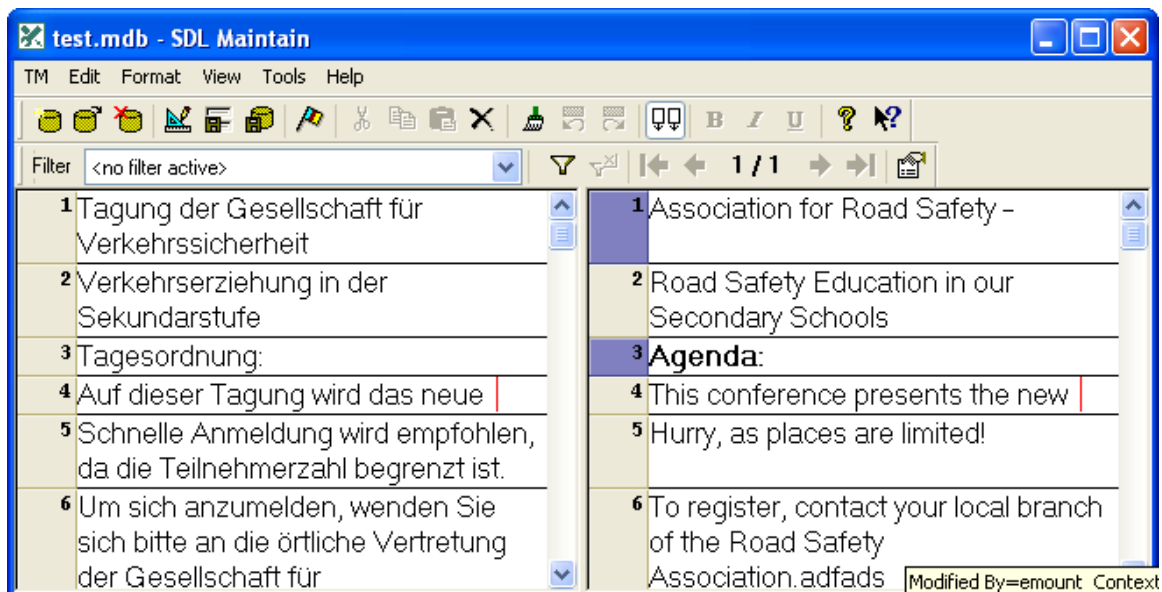 test.mdb - SDL Maintain
TM Edit Format View Tools Help
B I U ? ?
Filter <no filter active> 1 / 1
1 Tagung der Gesellschaft für
Verkehrssicherheit
2 Verkehrserziehung in der
Sekundarstufe
3 Tagesordnung:
4 Auf dieser Tagung wird das neue
5 Schnelle Anmeldung wird empfohlen,
da die Teilnehmerzahl begrenzt ist.
6 Um sich anzumelden, wenden Sie
sich bitte an die örtliche Vertretung
der Gesellschaft für
1 Association for Road Safety –
2 Road Safety Education in our
Secondary Schools
3 Agenda:
4 This conference presents the new
5 Hurry, as places are limited!
6 To register, contact your local branch
of the Road Safety
Association.adfads
Modified By=emount Context